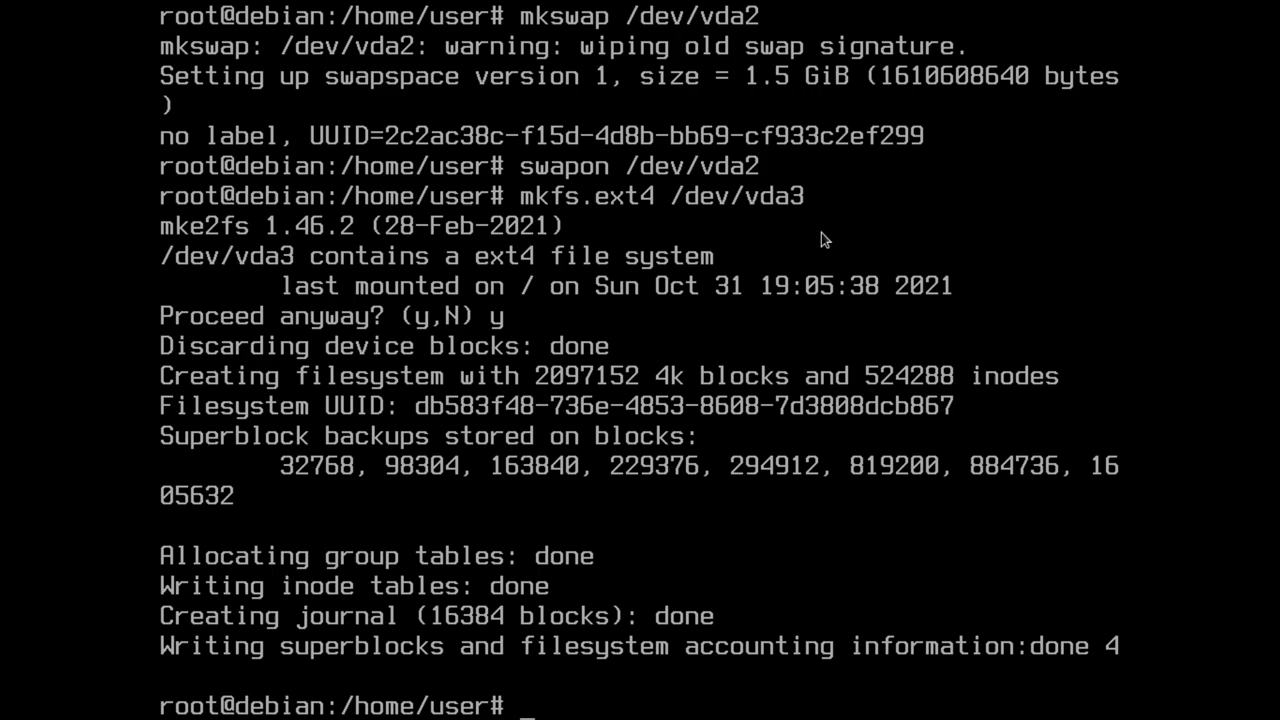 root@debian:/home/user# mkswap /dev/vda2
mkswap: /dev/vda2: warning: wiping old swap signature.
Setting up swapspace version 1, size = 1.5 GiB (1610608640 bytes
)
no label, UUID=2c2ac38c-f15d-4d8b-bb69-cf933c2ef299
root@debian:/home/user# swapon /dev/vda2
root@debian:/home/user# mkfs.ext4 /dev/vda3
mke2fs 1.46.2 (28-Feb-2021)
/dev/vda3 contains a ext4 file system
        last mounted on / on Sun Oct 31 19:05:38 2021
Proceed anyway? (y,N) y
Discarding device blocks: done
Creating filesystem with 2097152 4k blocks and 524288 inodes
Filesystem UUID: db583f48-736e-4853-8608-7d3808dcb867
Superblock backups stored on blocks:
        32768, 98304, 163840, 229376, 294912, 819200, 884736, 16
05632
Allocating group tables: done
Writing inode tables: done
Creating journal (16384 blocks): done
Writing superblocks and filesystem accounting information:done 4
root@debian:/home/user# _